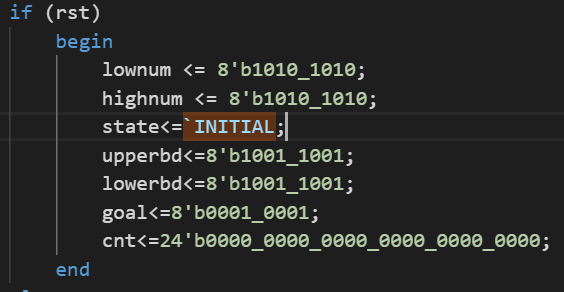 if (rst)
begin
lownum <= 8'b1010_1010;
highnum <= 8'b1010_1010;
state<=`INITIAL;
upperbd<=8'b1001_1001;
lowerbd<=8'b1001_1001;
goal<=8'b0001_0001;
cnt<=24'b0000_0000_0000_0000_0000_0000;
end